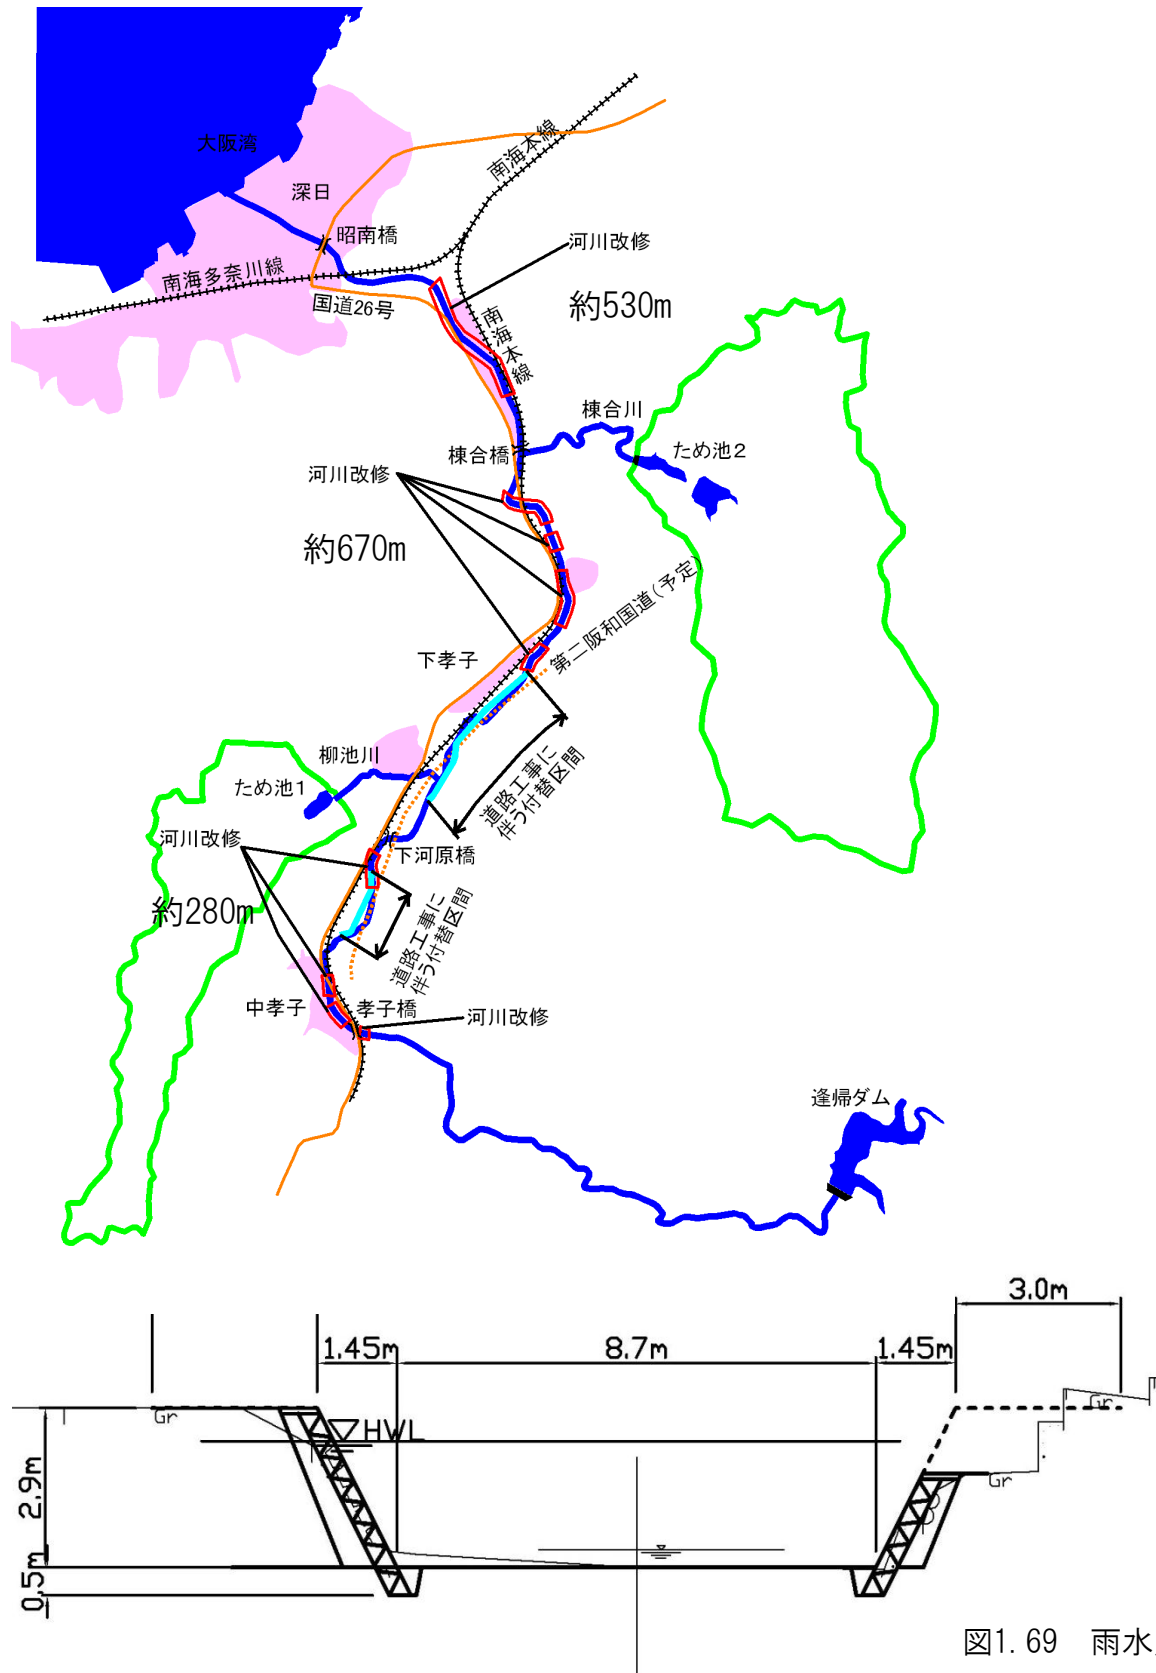 大阪湾
深日
昭南橋
南海本線
河川改修
約530m
南海多奈川線
国道26号
南海本線
棟合川
棟合橋
ため池2
河川改修
約670m
第二阪和国道(予定)
下孝子
柳池川
ため池1
道路工事に
伴う付替区間
河川改修
下河原橋
約280m
道路工事に
伴う付替区間
中孝子
孝子橋
河川改修
逢帰ダム
3.0m
1.45m
8.7m
1.45m
Gr
HWL
Gr
Gr
2.9m
0.5m
図1.69 雨水